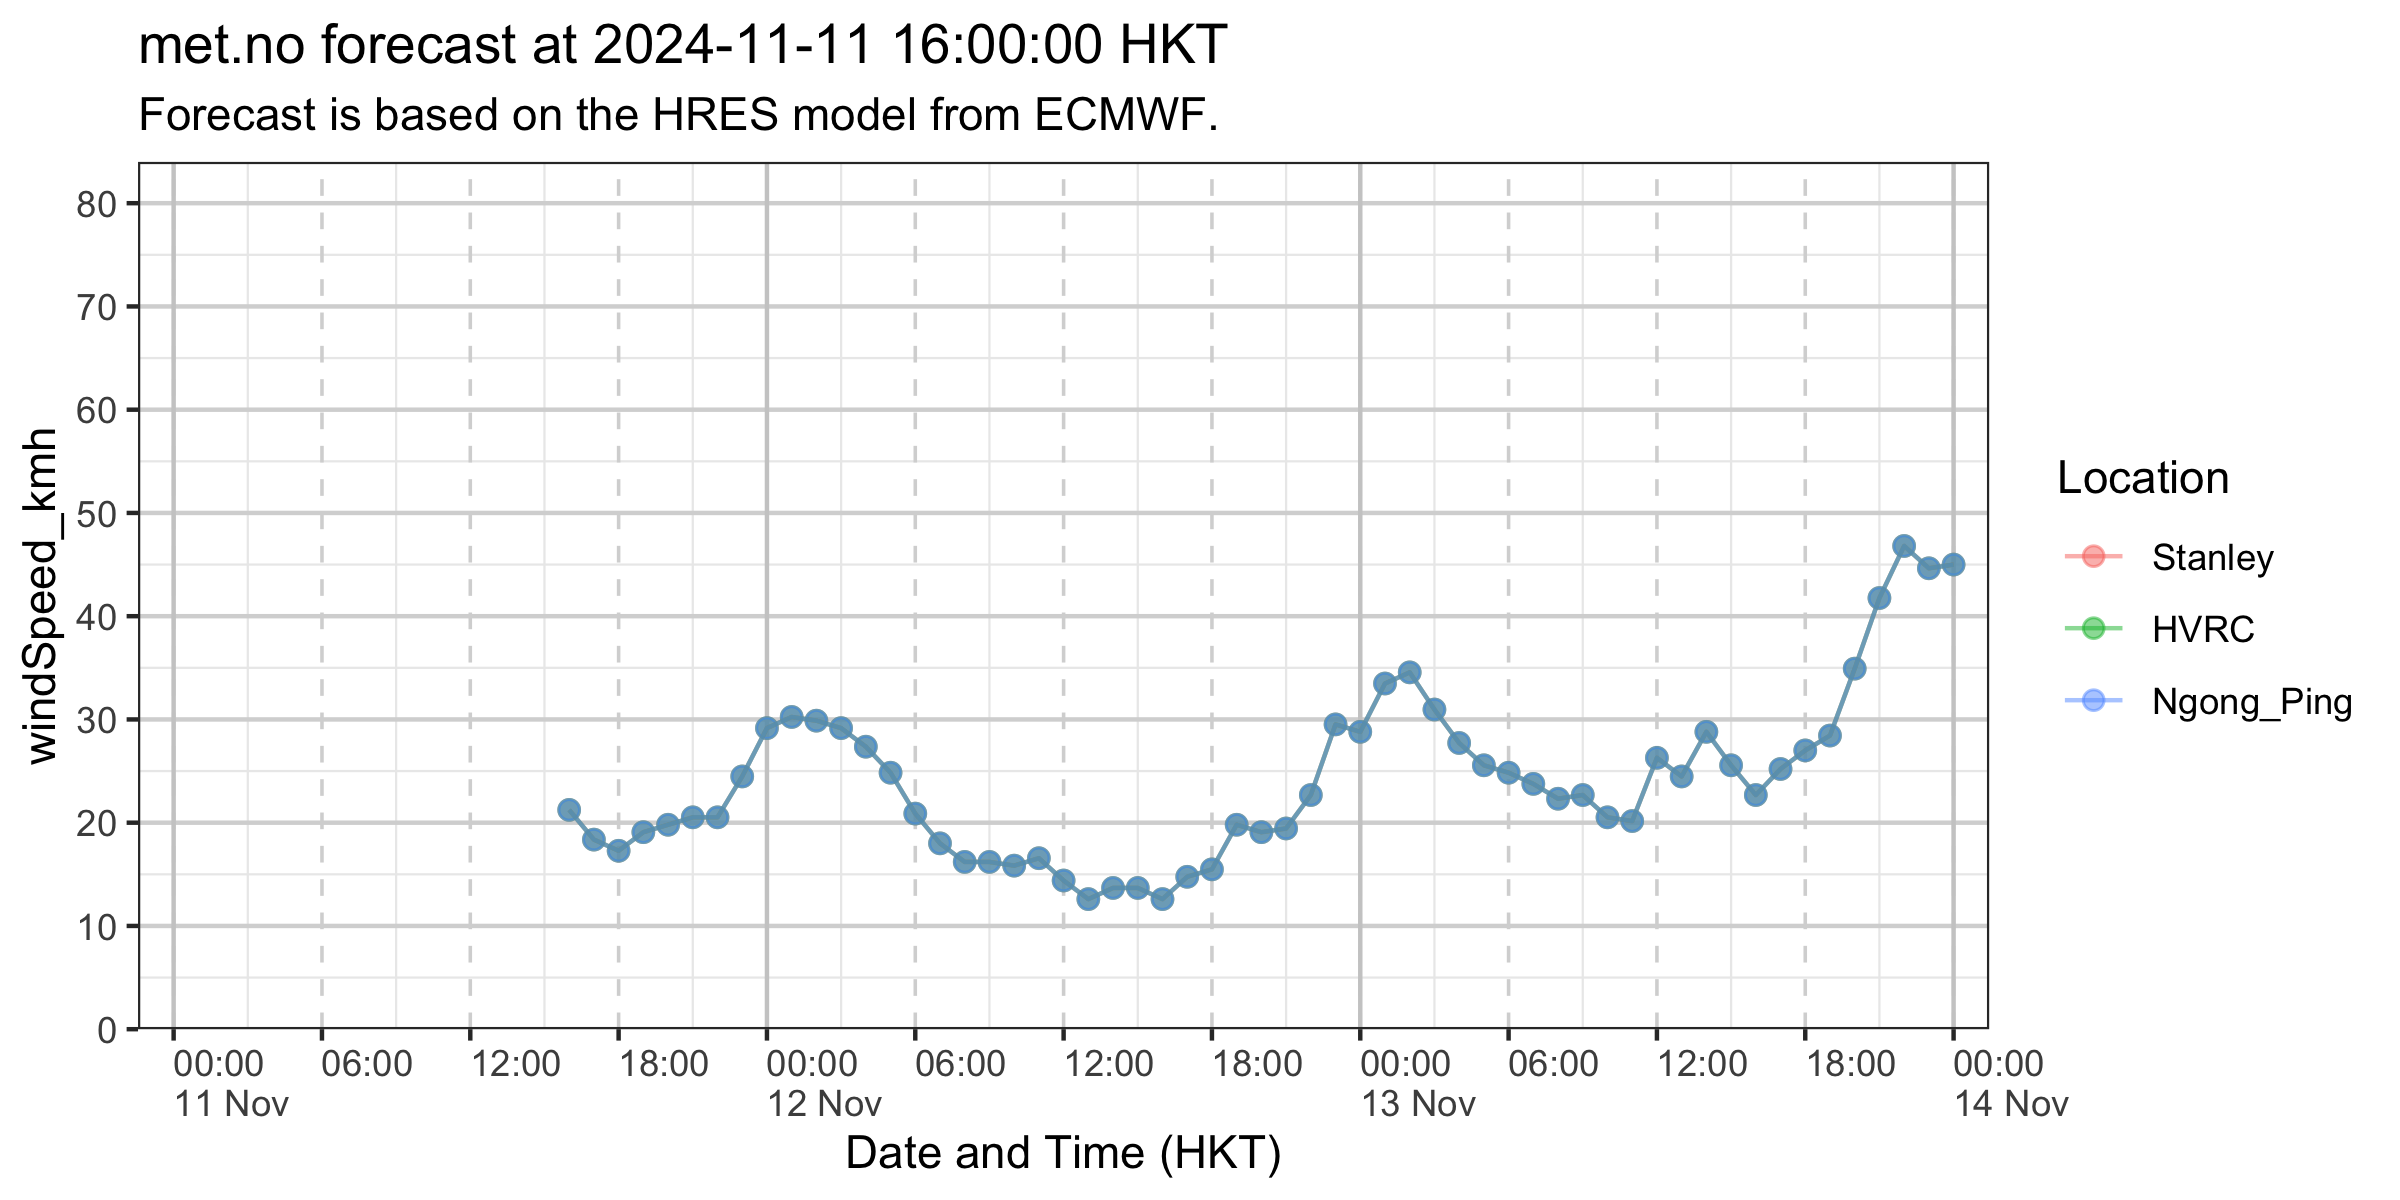 met.no forecast at 2024-11-11 16:00:00 HKT
Forecast is based on the HRES model from ECMWF.
windSpeed_kmh
80
70
60
50
40
30
20
10
0
00:00 06:00 12:00 18:00 00:00 06:00 12:00 18:00 00:00 06:00 12:00 18:00 00:00
11 Nov 12 Nov 13 Nov 14 Nov
Date and Time (HKT)
Location
Stanley
HVRC
Ngong_Ping